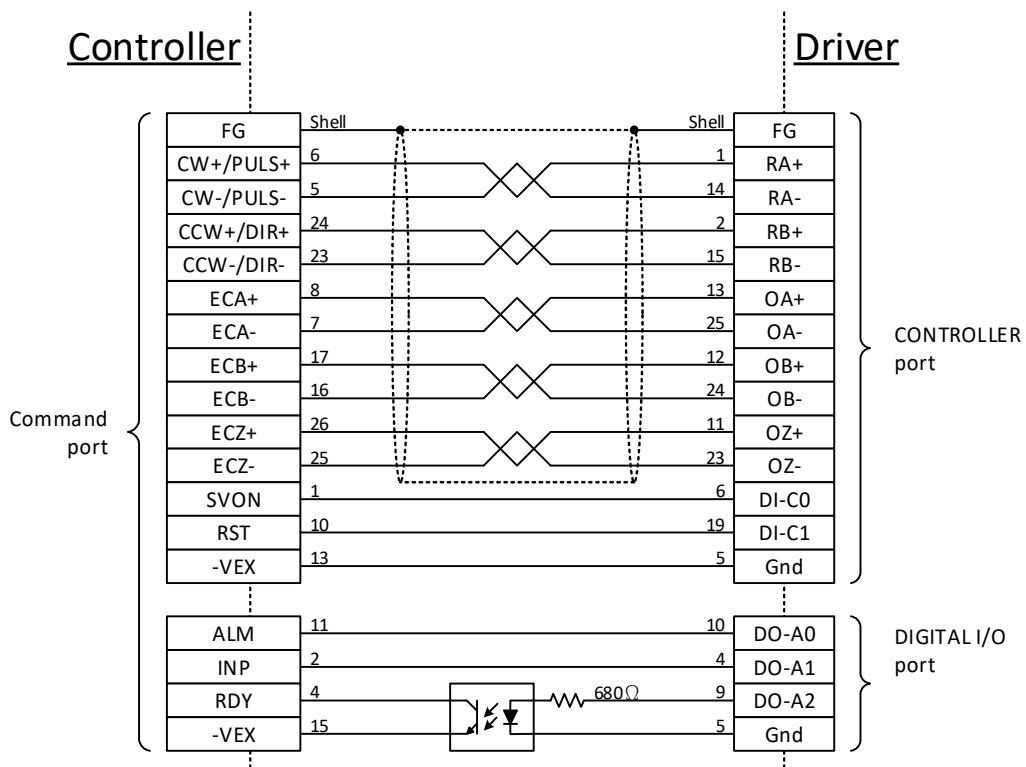 Controller Driver
FG Shell Shell FG
CW+/PULS+ 6 1 RA+
CW-/PULS- 5 14 RA-
CCW+/DIR+ 24 2 RB+
CCW-/DIR- 23 15 RB-
ECA+ 8 13 OA+
ECA- 7 25 OA-
ECB+ 17 12 OB+
ECB- 16 24 OB-
ECZ+ 26 11 OZ+
ECZ- 25 23 OZ-
SVON 1 6 DI-C0
RST 10 19 DI-C1
-VEX 13 5 Gnd
CONTROLLER
port
Command
port
ALM 11 10 DO-A0
INP 2 4 DO-A1
RDY 4 680Ω 9 DO-A2
-VEX 15 5 Gnd
DIGITAL I/O
port